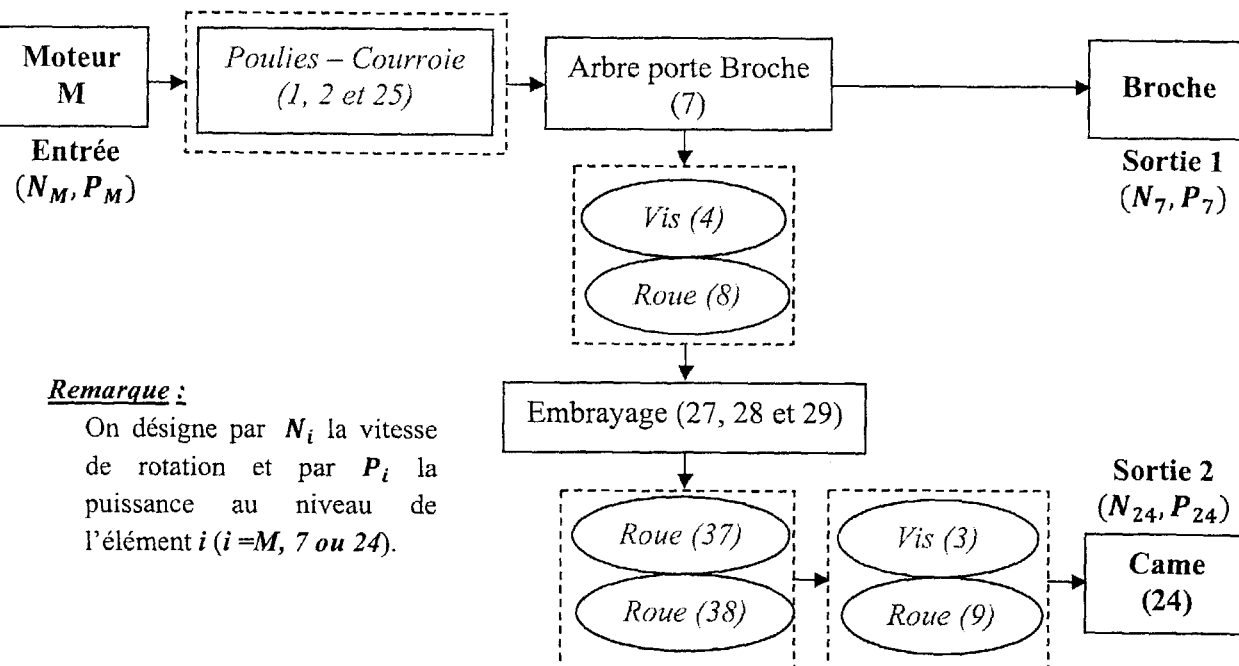 Moteur
M
Entrée
(N_M, P_M)
Poulies – Courroie
(1, 2 et 25)
Arbre porte Broche
(7)
Broche
Sortie 1
(N_7, P_7)
Vis (4)
Roue (8)
Embrayage (27, 28 et 29)
Remarque :
On désigne par N_i la vitesse
de rotation et par P_i la
puissance au niveau de
l'élément i (i =M, 7 ou 24).
Roue (37)
Roue (38)
Vis (3)
Roue (9)
Sortie 2
(N_24, P_24)
Came
(24)